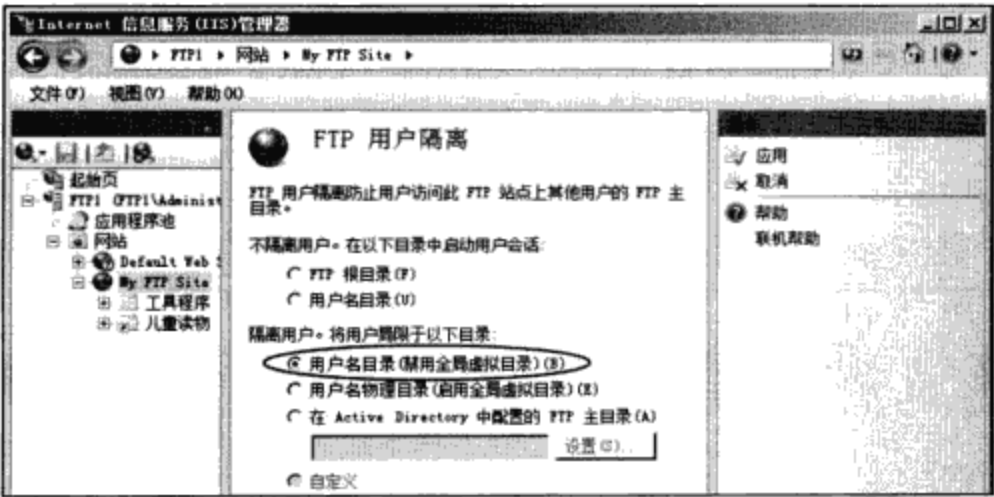 Internet 信息服务(IIS)管理器
FTP1 ▸ 网站 ▸ My FTP Site ▸
文件(F) 视图(V) 帮助(H)
起始页
FTP1 (FTP1\Administ
应用程序池
网站
Default Web S
My FTP Site
工具程序
儿童读物
FTP 用户隔离
FTP 用户隔离防止用户访问此 FTP 站点上其他用户的 FTP 主
目录。
不隔离用户。在以下目录中启动用户会话:
FTP 根目录(F)
用户名目录(U)
隔离用户。将用户局限于以下目录:
用户名目录(禁用全局虚拟目录)(B)
用户名物理目录(启用全局虚拟目录)(E)
在 Active Directory 中配置的 FTP 主目录(A)
设置(S)...
自定义
应用
取消
帮助
联机帮助